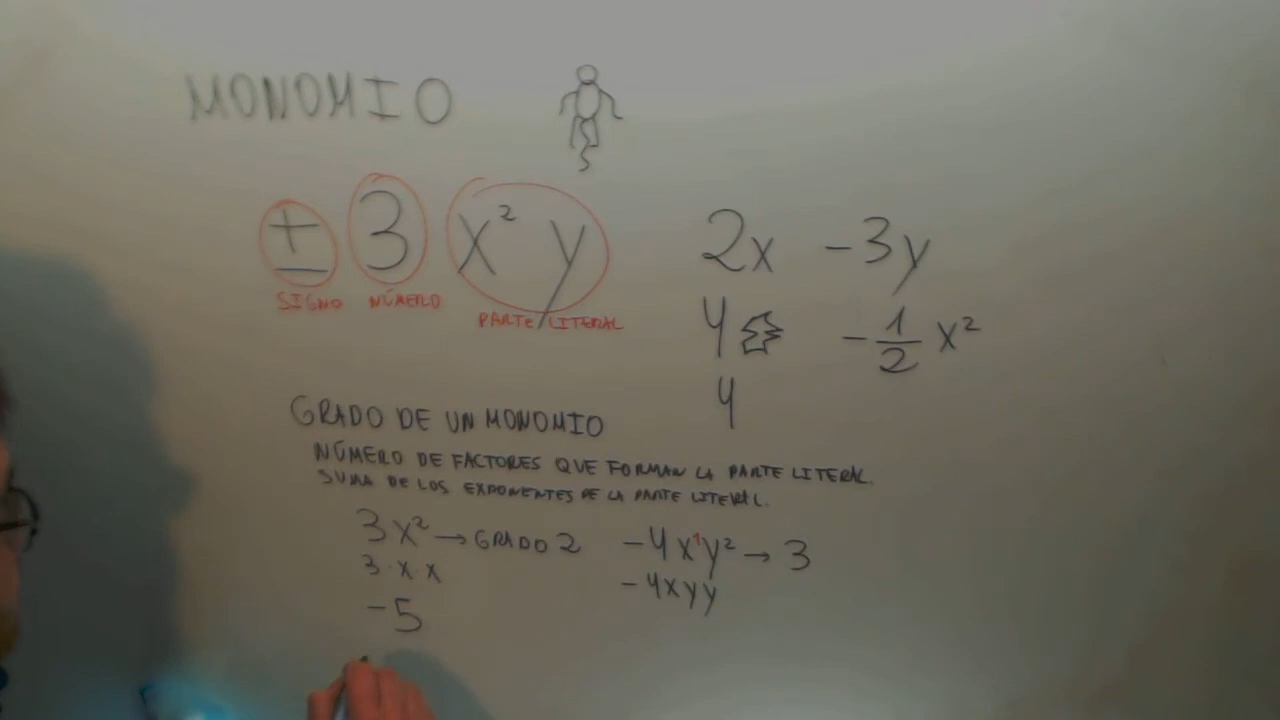 MONOMIO
± 3 x² y
SIGNO NÚMERO PARTE LITERAL
2x -3y
4 -1/2 x²
4
GRADO DE UN MONOMIO
NÚMERO DE FACTORES QUE FORMAN LA PARTE LITERAL.
SUMA DE LOS EXPONENTES DE LA PARTE LITERAL.
3x² → GRADO 2 -4x¹y² → 3
3·x x -4xyy
-5